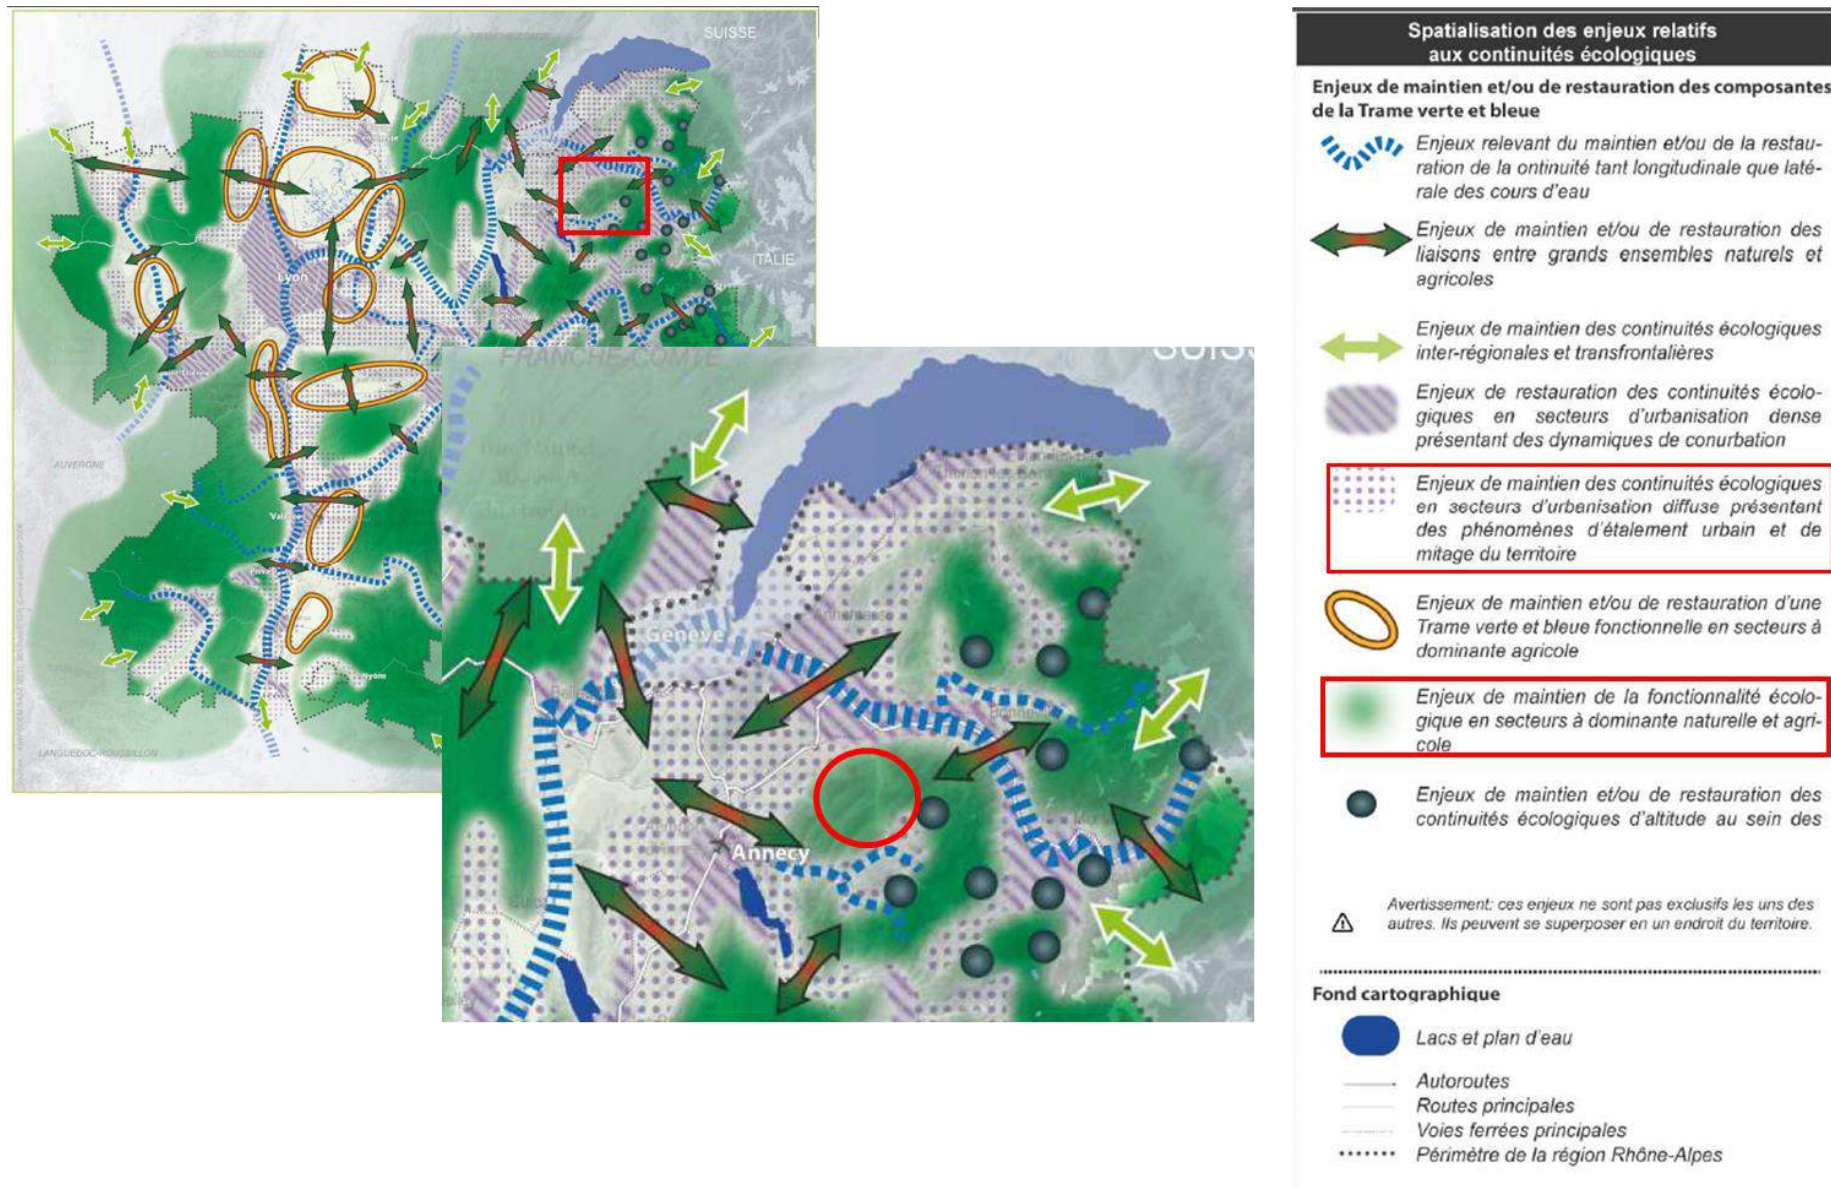 BOURGOGNE
FRANCHE-COMTE
SUISSE
ITALIE
Lyon
AUVERGNE
Valence
Nyons
LANGUEDOC-ROUSSILLON
FRANCHE-COMTE
SUISS
Genève
Annemasse
Bonne
Annecy
Spatialisation des enjeux relatifs
aux continuités écologiques
Enjeux de maintien et/ou de restauration des composantes
de la Trame verte et bleue
Enjeux relevant du maintien et/ou de la restau-
ration de la ontinuité tant longitudinale que laté-
rale des cours d'eau
Enjeux de maintien et/ou de restauration des
liaisons entre grands ensembles naturels et
agricoles
Enjeux de maintien des continuités écologiques
inter-régionales et transfrontalières
Enjeux de restauration des continuités écolo-
giques en secteurs d'urbanisation dense
présentant des dynamiques de conurbation
Enjeux de maintien des continuités écologiques
en secteurs d'urbanisation diffuse présentant
des phénomènes d'étalement urbain et de
mitage du territoire
Enjeux de maintien et/ou de restauration d'une
Trame verte et bleue fonctionnelle en secteurs à
dominante agricole
Enjeux de maintien de la fonctionnalité écolo-
gique en secteurs à dominante naturelle et agri-
cole
Enjeux de maintien et/ou de restauration des
continuités écologiques d'altitude au sein des
Avertissement: ces enjeux ne sont pas exclusifs les uns des
autres. Ils peuvent se superposer en un endroit du territoire.
Fond cartographique
Lacs et plan d'eau
Autoroutes
Routes principales
Voies ferrées principales
Périmètre de la région Rhône-Alpes